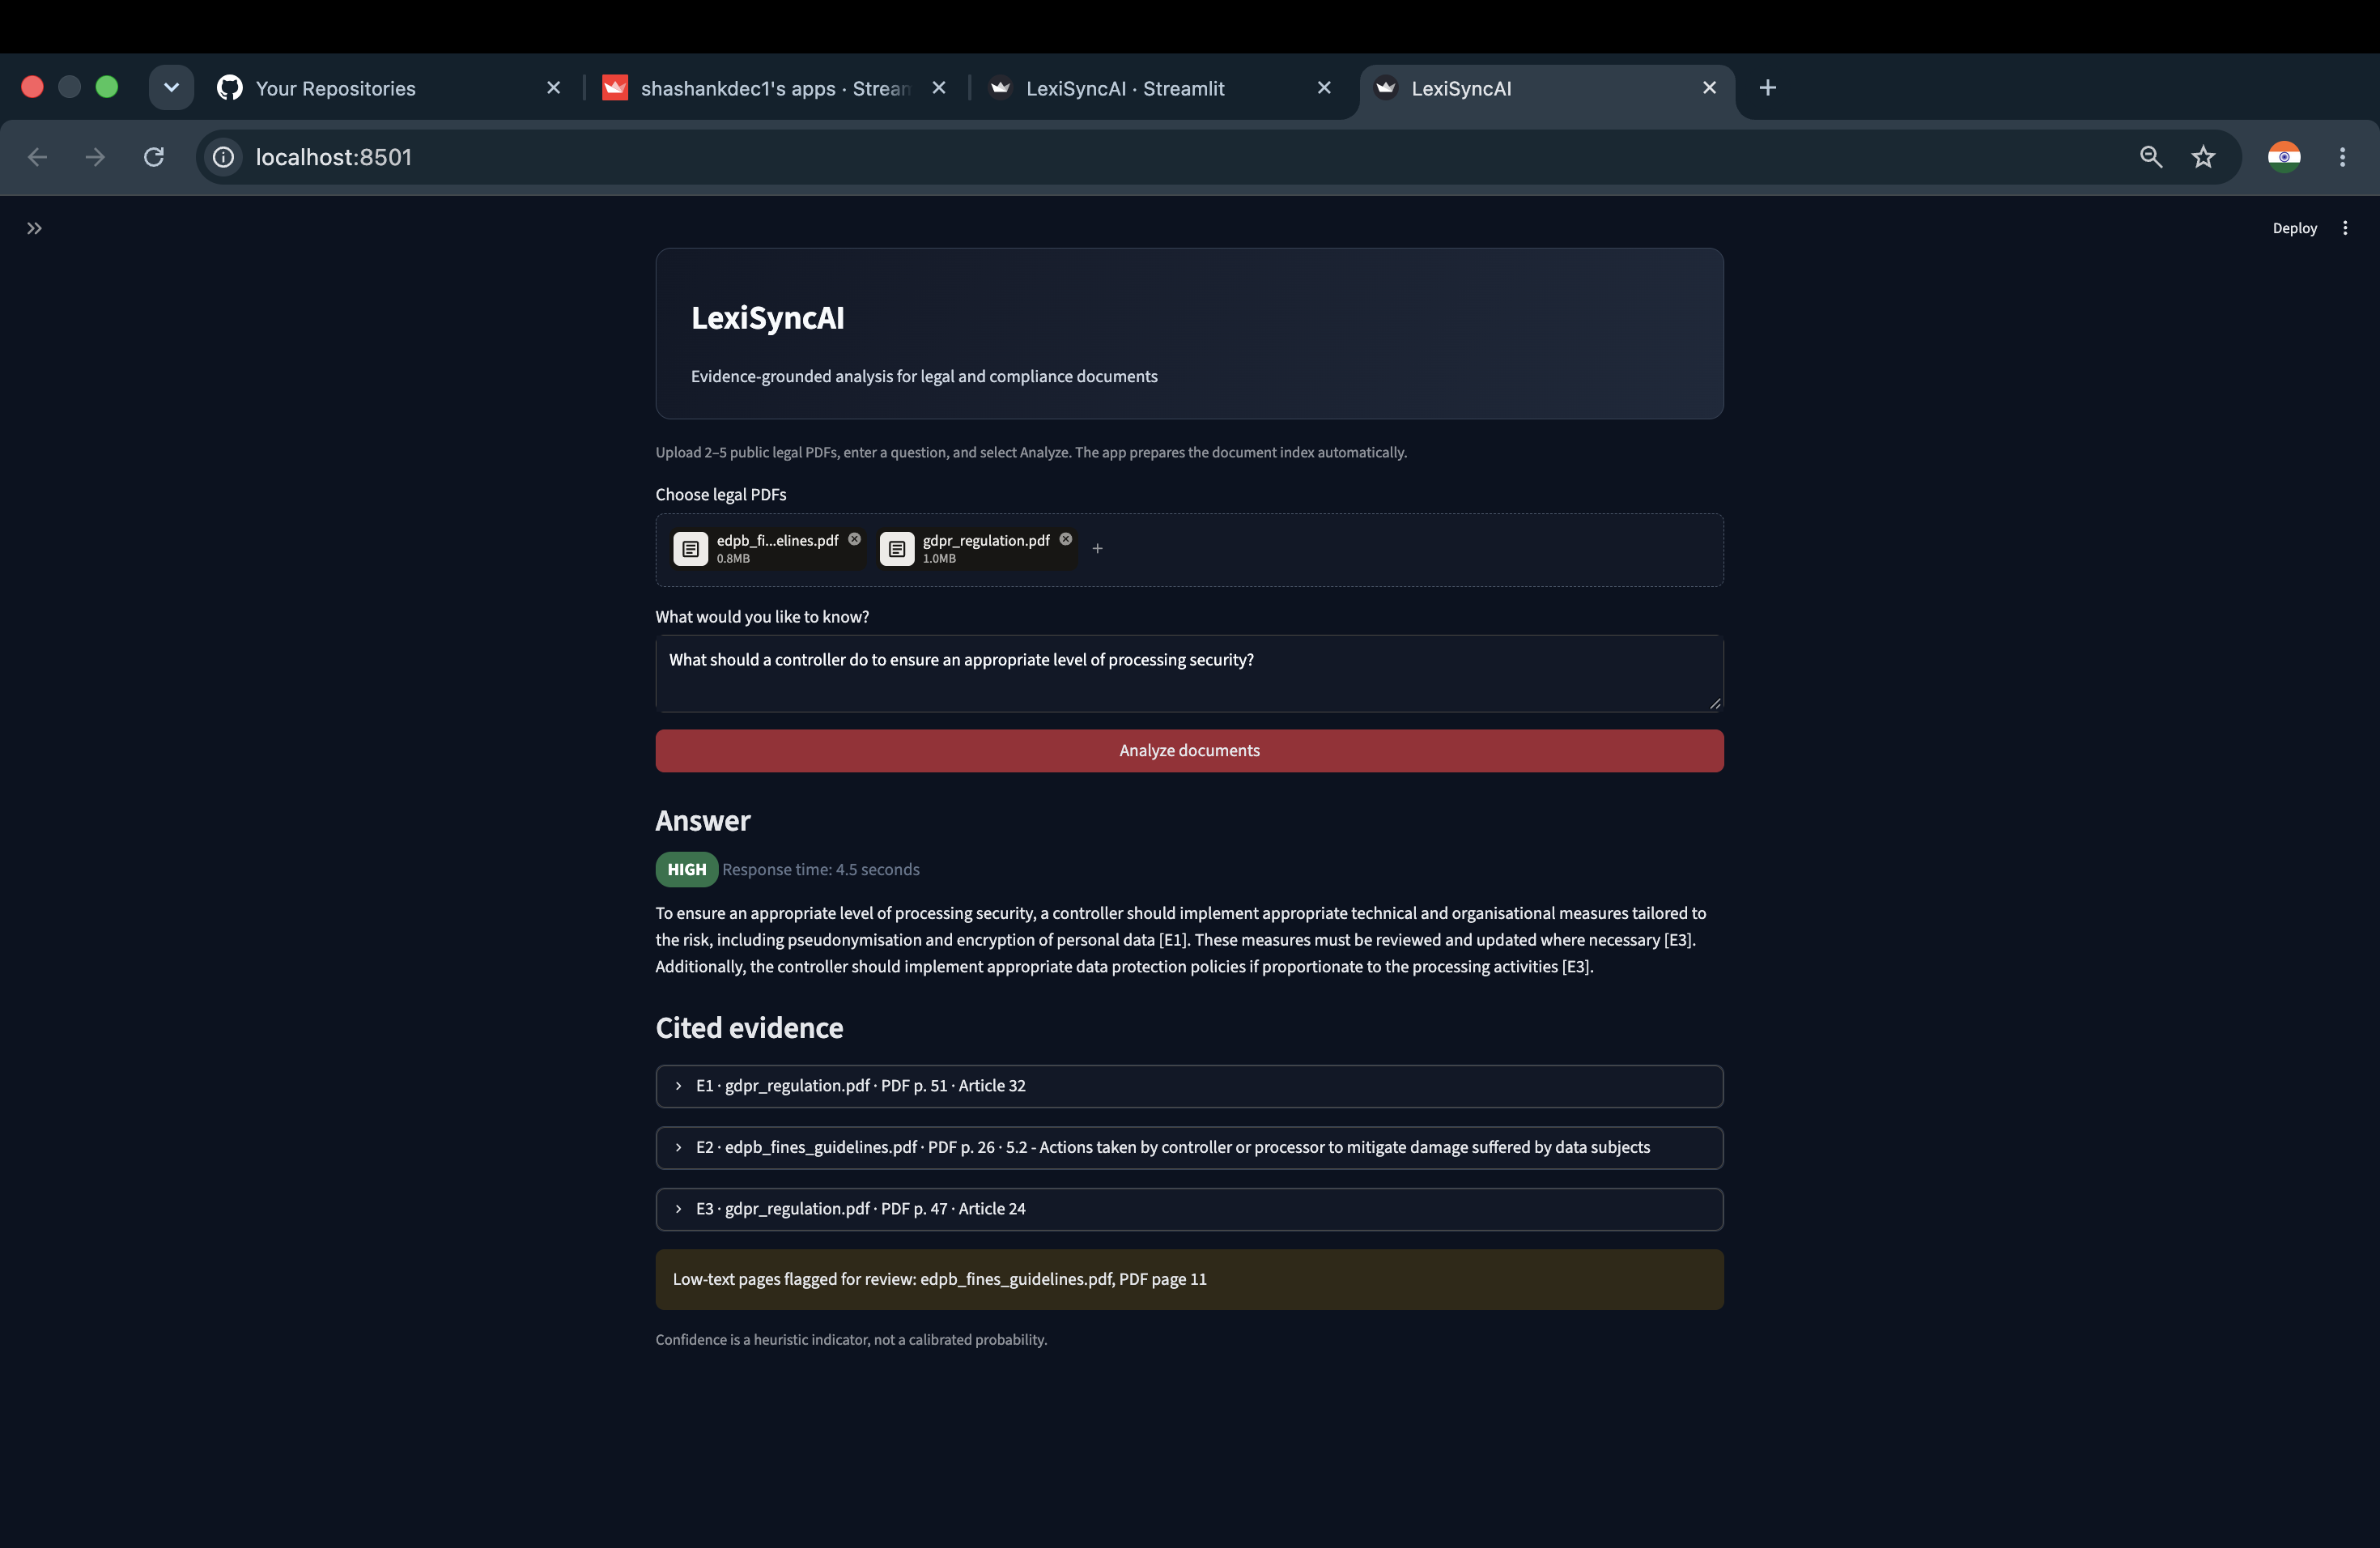 Your Repositories
shashankdec1's apps · Stream
LexiSyncAI · Streamlit
LexiSyncAI
localhost:8501
Deploy
LexiSyncAI
Evidence-grounded analysis for legal and compliance documents
Upload 2–5 public legal PDFs, enter a question, and select Analyze. The app prepares the document index automatically.
Choose legal PDFs
edpb_fi...elines.pdf
0.8MB
gdpr_regulation.pdf
1.0MB
What would you like to know?
What should a controller do to ensure an appropriate level of processing security?
Analyze documents
Answer
HIGH Response time: 4.5 seconds
To ensure an appropriate level of processing security, a controller should implement appropriate technical and organisational measures tailored to
the risk, including pseudonymisation and encryption of personal data [E1]. These measures must be reviewed and updated where necessary [E3].
Additionally, the controller should implement appropriate data protection policies if proportionate to the processing activities [E3].
Cited evidence
E1 · gdpr_regulation.pdf · PDF p. 51 · Article 32
E2 · edpb_fines_guidelines.pdf · PDF p. 26 · 5.2 - Actions taken by controller or processor to mitigate damage suffered by data subjects
E3 · gdpr_regulation.pdf · PDF p. 47 · Article 24
Low-text pages flagged for review: edpb_fines_guidelines.pdf, PDF page 11
Confidence is a heuristic indicator, not a calibrated probability.